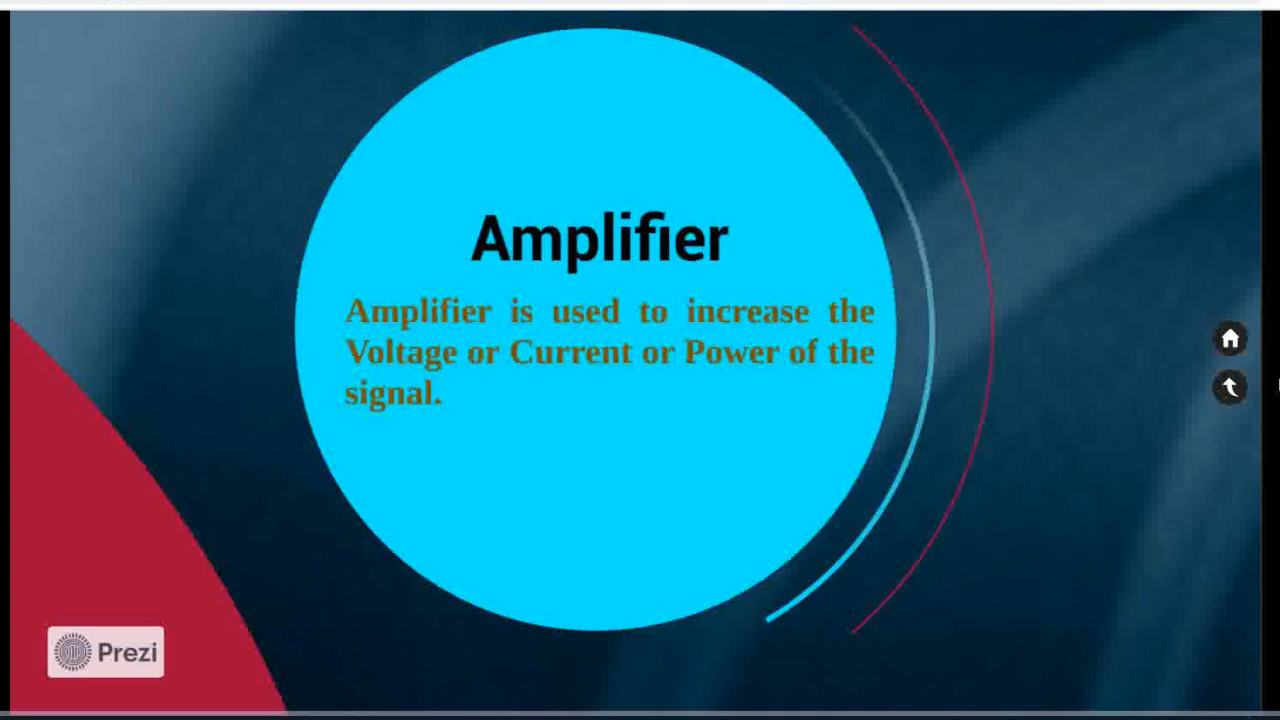 Amplifier
Amplifier is used to increase the
Voltage or Current or Power of the
signal.
Prezi